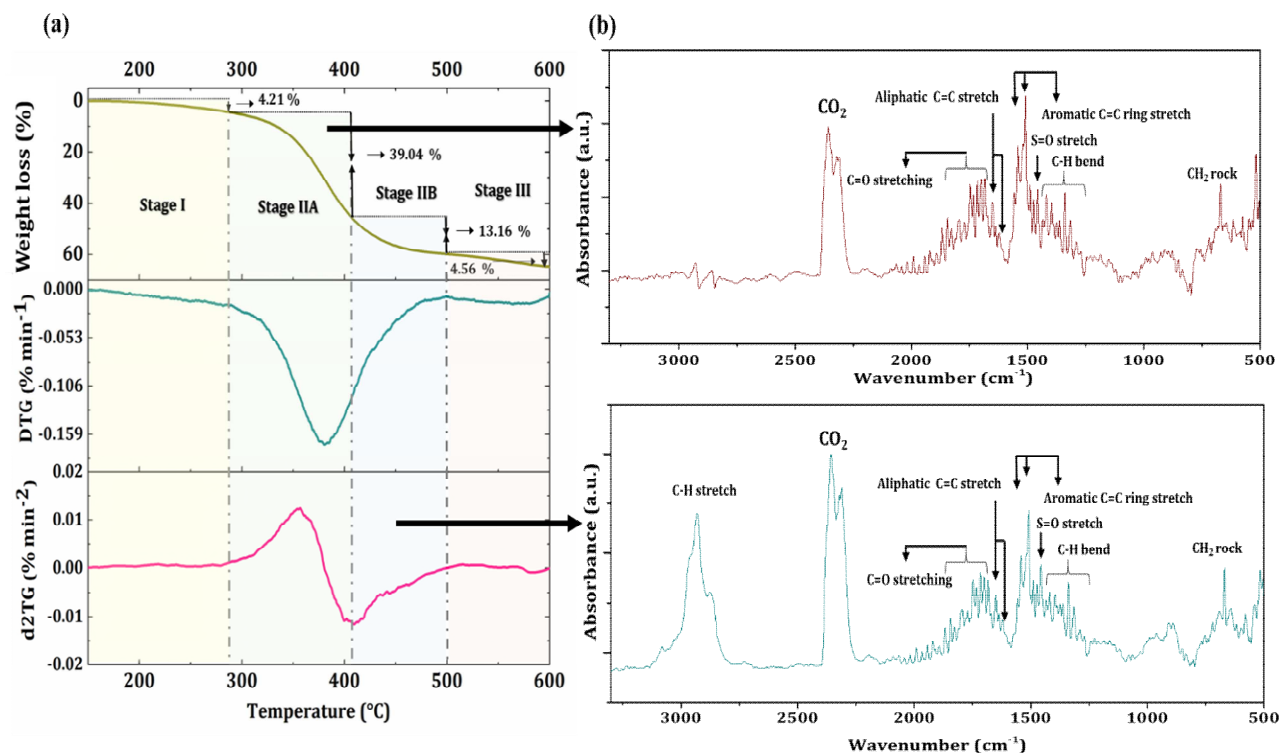 (a)
200 300 400 500 600
0
20
40
60
Weight loss (%)
→ 4.21 %
→ 39.04 %
→ 13.16 %
4.56 %
Stage I
Stage IIA
Stage IIB
Stage III
0.000
-0.053
-0.106
-0.159
DTG (% min⁻¹)
0.02
0.01
0.00
-0.01
-0.02
d2TG (% min⁻²)
200 300 400 500 600
Temperature (°C)
(b)
Absorbance (a.u.)
CO₂
Aliphatic C=C stretch
Aromatic C=C ring stretch
S=O stretch
C-H bend
C=O stretching
CH₂ rock
3000 2500 2000 1500 1000 500
Wavenumber (cm⁻¹)
Absorbance (a.u.)
C-H stretch
CO₂
Aliphatic C=C stretch
Aromatic C=C ring stretch
S=O stretch
C-H bend
C=O stretching
CH₂ rock
3000 2500 2000 1500 1000 500
Wavenumber (cm⁻¹)